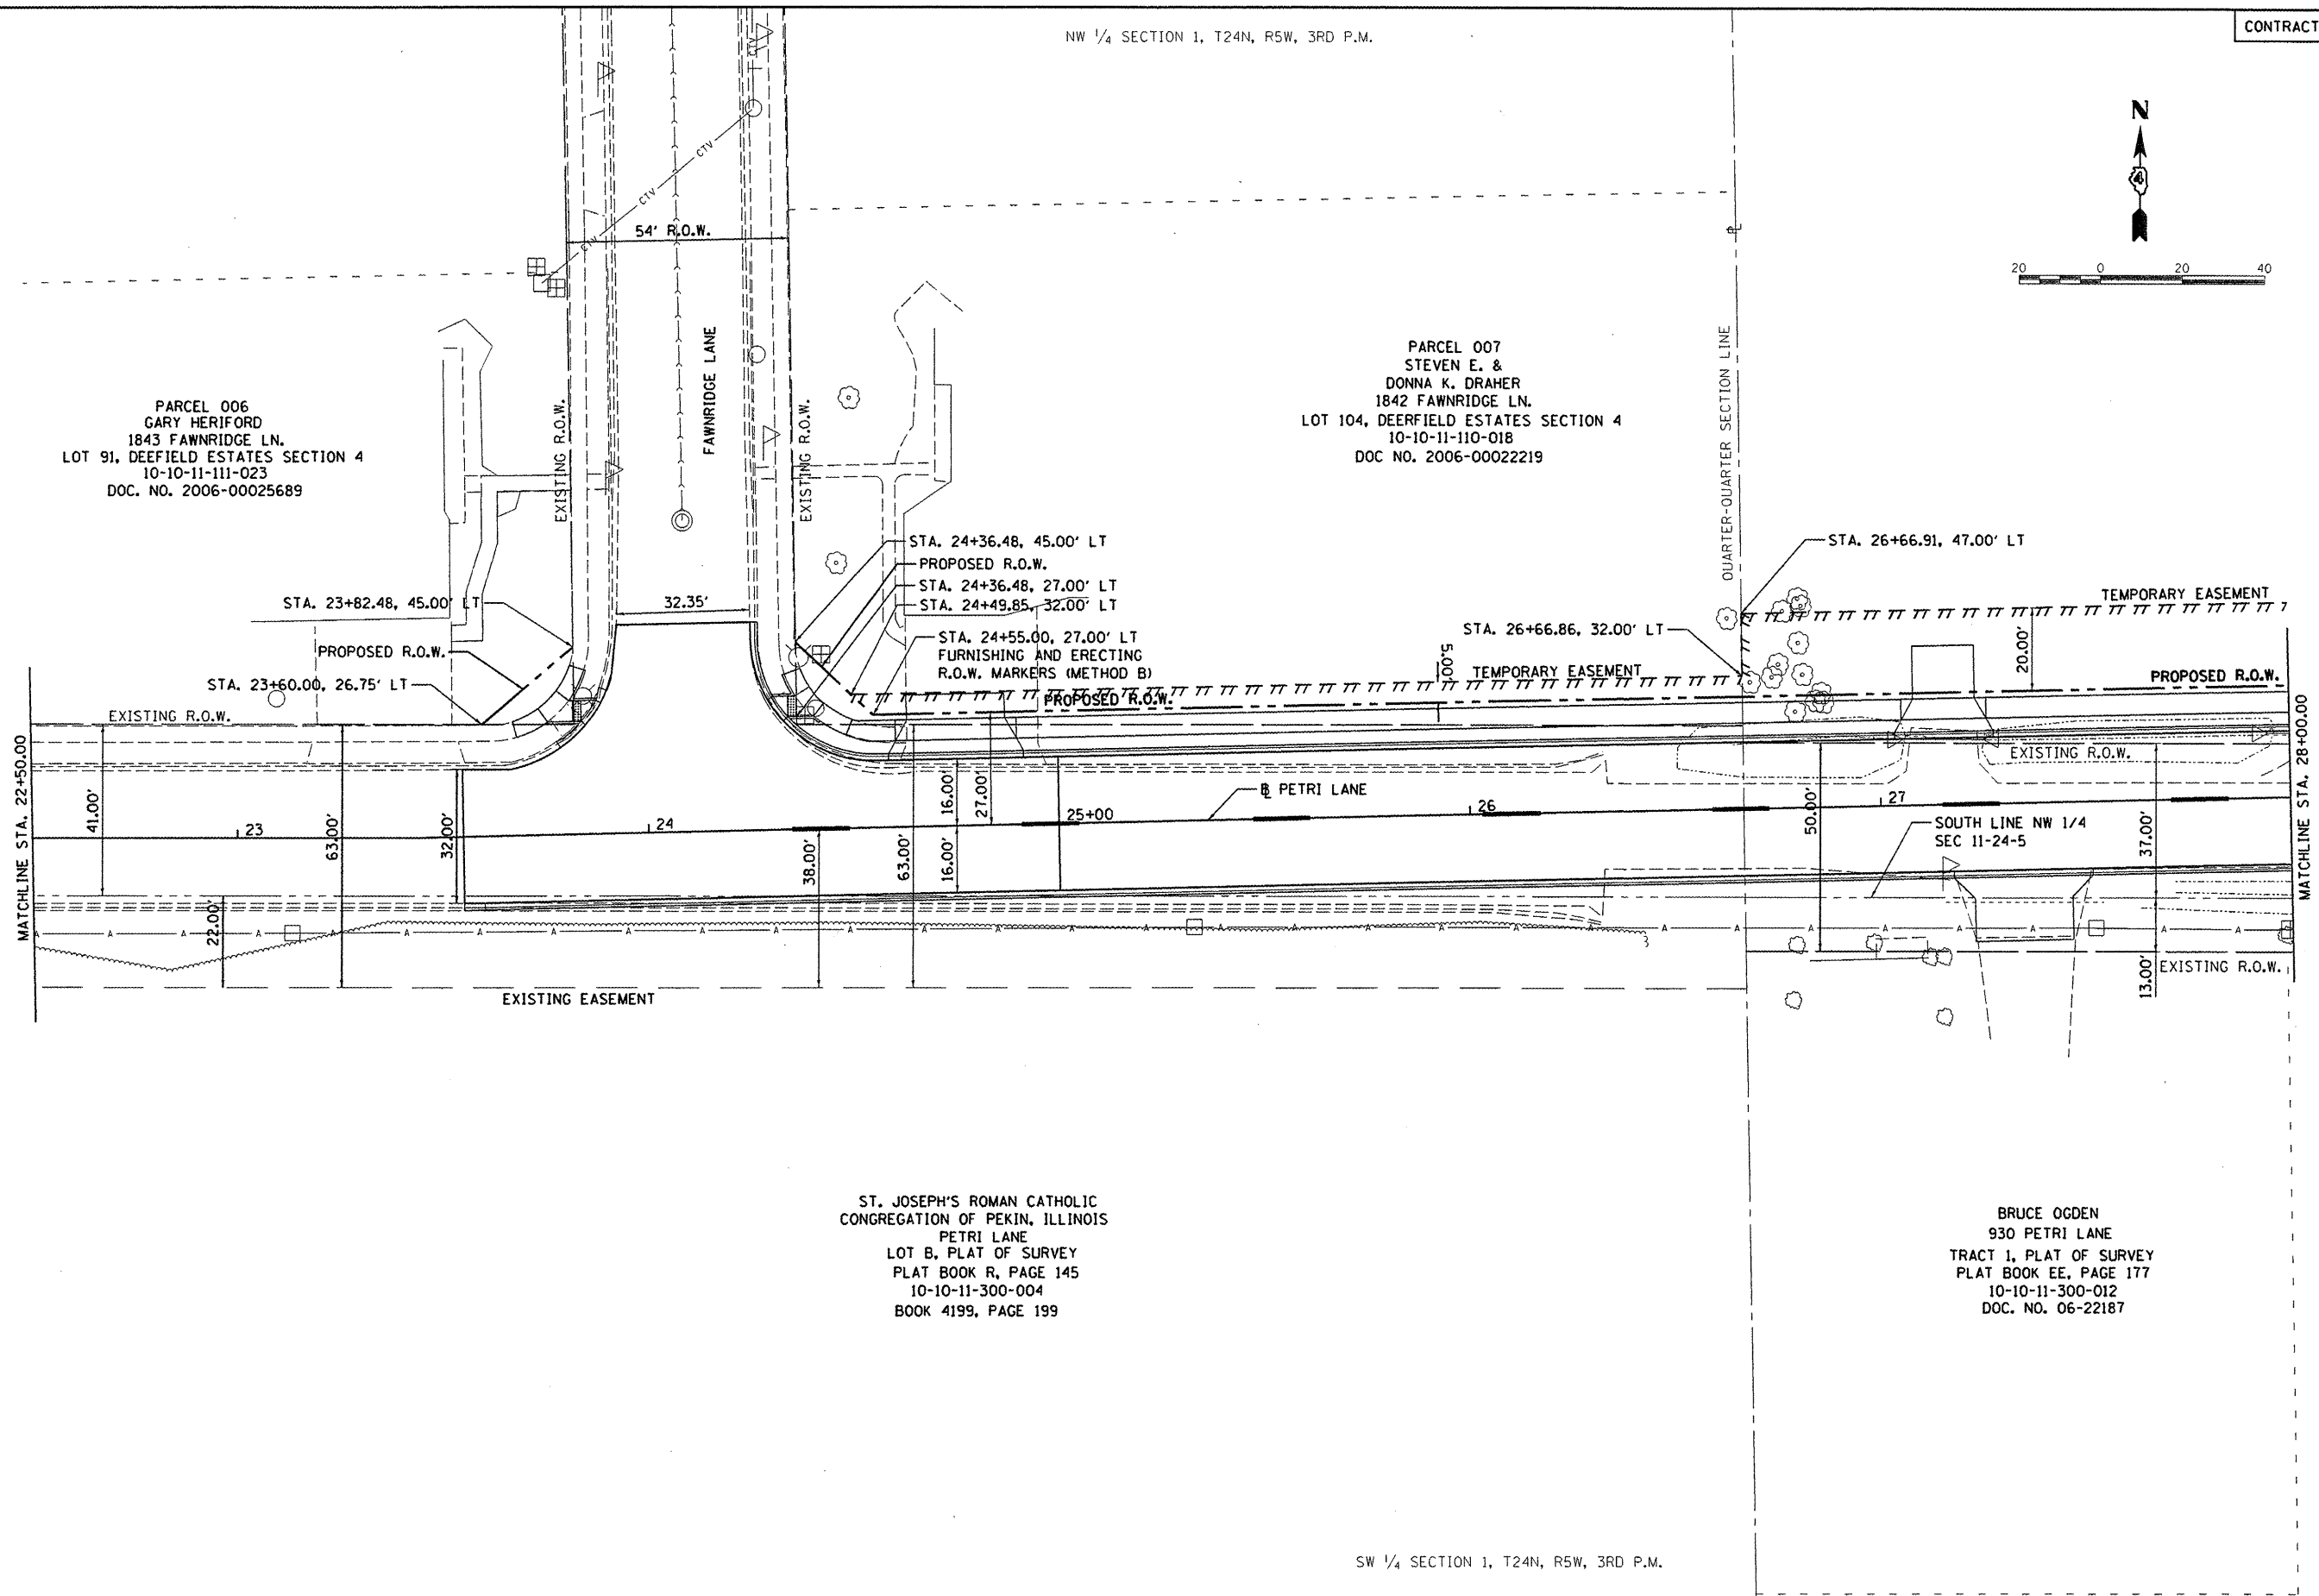 NW 1/4 SECTION 1, T24N, R5W, 3RD P.M.
CONTRACT
N
4
20 0 20 40
CTV
CTV
CTV
54' R.O.W.
FAWNRIDGE LANE
EXISTING R.O.W.
EXISTING R.O.W.
QUARTER-QUARTER SECTION LINE
PARCEL 006
GARY HERIFORD
1843 FAWNRIDGE LN.
LOT 91, DEEFIELD ESTATES SECTION 4
10-10-11-111-023
DOC. NO. 2006-00025689
PARCEL 007
STEVEN E. &
DONNA K. DRAHER
1842 FAWNRIDGE LN.
LOT 104, DEERFIELD ESTATES SECTION 4
10-10-11-110-018
DOC NO. 2006-00022219
STA. 24+36.48, 45.00' LT
PROPOSED R.O.W.
STA. 24+36.48, 27.00' LT
STA. 24+49.85, 32.00' LT
STA. 24+55.00, 27.00' LT
FURNISHING AND ERECTING
R.O.W. MARKERS (METHOD B)
STA. 23+82.48, 45.00' LT
32.35'
PROPOSED R.O.W.
STA. 23+60.00, 26.75' LT
EXISTING R.O.W.
STA. 26+66.91, 47.00' LT
TEMPORARY EASEMENT
STA. 26+66.86, 32.00' LT
5.00'
TEMPORARY EASEMENT
20.00'
PROPOSED R.O.W.
PROPOSED R.O.W.
EXISTING R.O.W.
MATCHLINE STA. 22+50.00
MATCHLINE STA. 28+00.00
41.00'
63.00'
32.00'
22.00'
38.00'
63.00'
16.00'
27.00'
16.00'
50.00'
37.00'
13.00'
23
24
25+00
26
27
℄ PETRI LANE
SOUTH LINE NW 1/4
SEC 11-24-5
A A A A A A A A A A A A A A A A A A A A A A A A A A A A
EXISTING R.O.W.
EXISTING EASEMENT
ST. JOSEPH'S ROMAN CATHOLIC
CONGREGATION OF PEKIN, ILLINOIS
PETRI LANE
LOT B, PLAT OF SURVEY
PLAT BOOK R, PAGE 145
10-10-11-300-004
BOOK 4199, PAGE 199
BRUCE OGDEN
930 PETRI LANE
TRACT 1, PLAT OF SURVEY
PLAT BOOK EE, PAGE 177
10-10-11-300-012
DOC. NO. 06-22187
SW 1/4 SECTION 1, T24N, R5W, 3RD P.M.